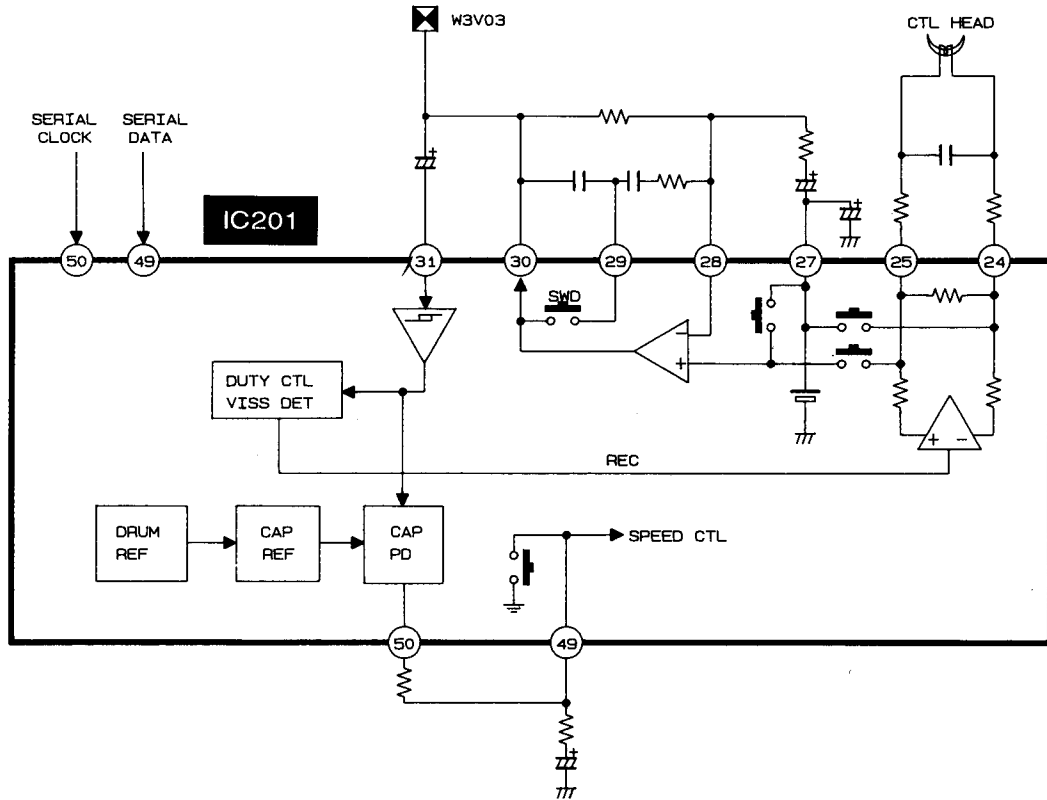 W3V03
CTL HEAD
SERIAL
CLOCK
SERIAL
DATA
IC201
50
49
31
30
29
28
27
25
24
SWD
+
+
+
+
−
+
DUTY CTL
VISS DET
+ −
REC
DRUM
REF
CAP
REF
CAP
PD
SPEED CTL
50
49
+